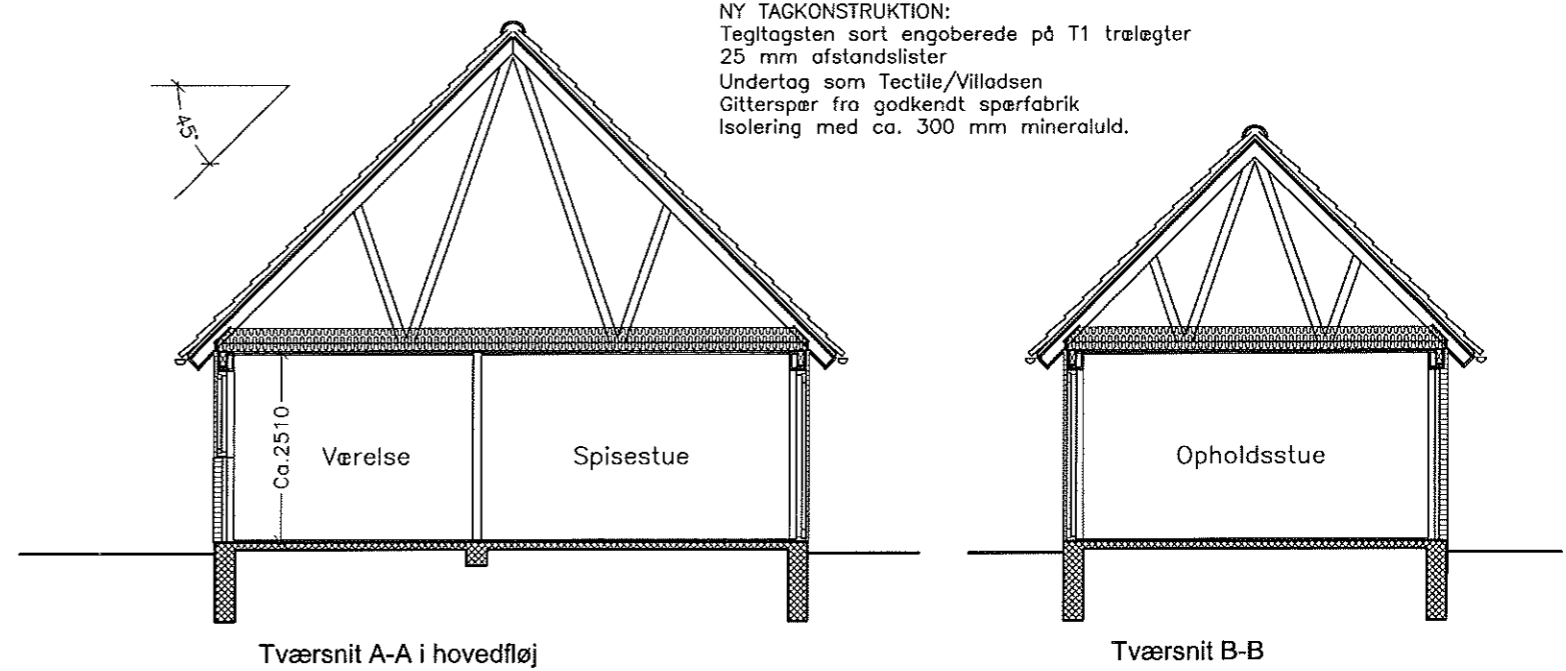 NY TAGKONSTRUKTION:
Tegltagsten sort engoberede på T1 trælægter
25 mm afstandslister
Undertag som Tectile/Villadsen
Gitterspær fra godkendt spærfabrik
Isolering med ca. 300 mm mineraluld.
45°
Ca.2510
Værelse
Spisestue
Opholdsstue
Tværsnit A-A i hovedfløj
Tværsnit B-B